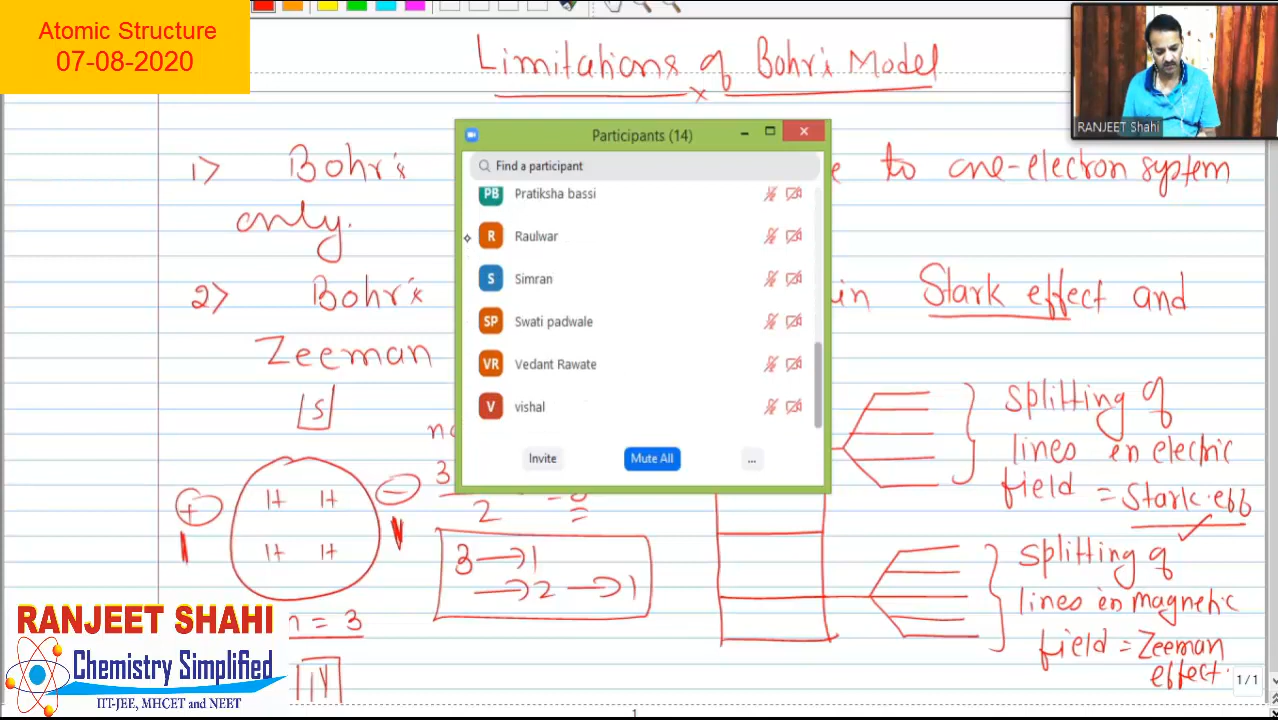 Atomic Structure
07-08-2020
Limitations of Bohr's Model
RANJEET Shahi
Participants (14)
Find a participant
PB Pratiksha bassi
R Raulwar
S Simran
SP Swati padwale
VR Vedant Rawate
V vishal
Invite
Mute All
...
1> Bohr's
to one-electron system
only.
2> Bohr's
in Stark effect and
Zeeman
S
+ H H −
H H
3
2
3 → 1
→ 2 → 1
n = 3
splitting of
lines in electric
field = Stark.eff
splitting of
lines in magnetic
field = Zeeman
effect.
RANJEET SHAHI
Chemistry Simplified
IIT-JEE, MHCET and NEET
1/1
1